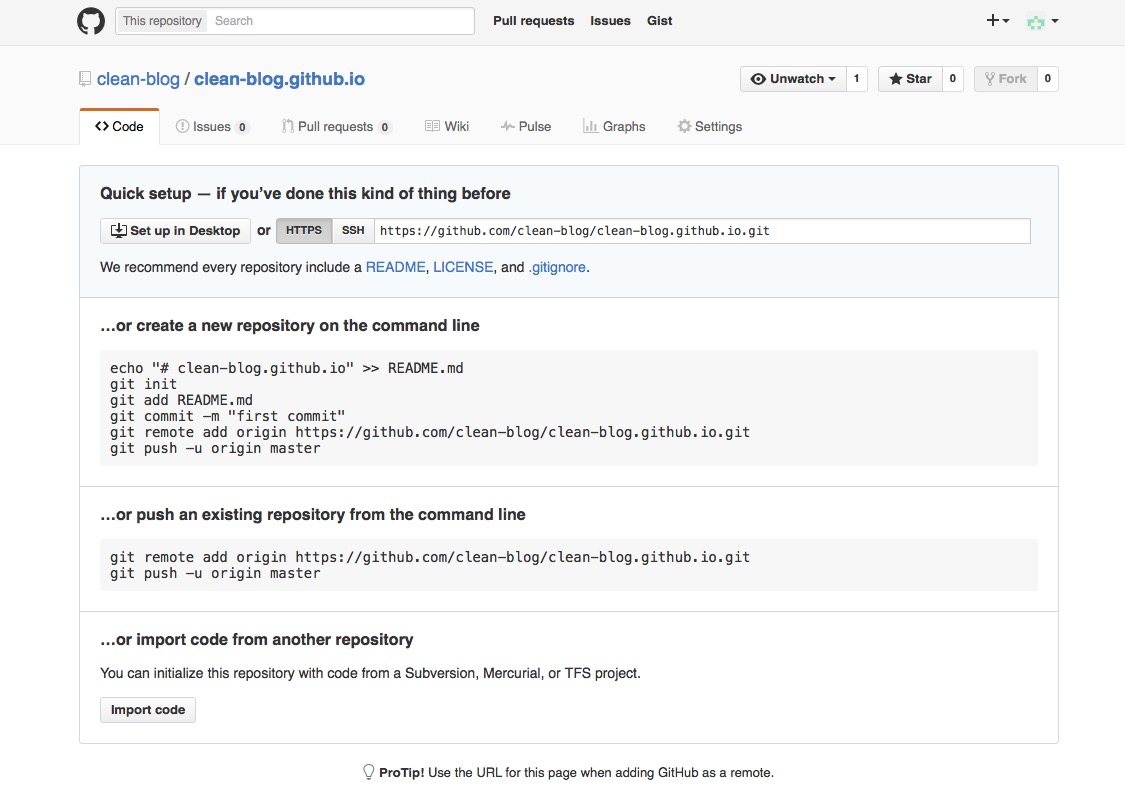 This repository Search Pull requests Issues Gist
clean-blog / clean-blog.github.io Unwatch 1 Star 0 Fork 0
Code Issues 0 Pull requests 0 Wiki Pulse Graphs Settings
Quick setup — if you’ve done this kind of thing before
Set up in Desktop or HTTPS SSH https://github.com/clean-blog/clean-blog.github.io.git
We recommend every repository include a README, LICENSE, and .gitignore.
…or create a new repository on the command line
echo "# clean-blog.github.io" >> README.md
git init
git add README.md
git commit -m "first commit"
git remote add origin https://github.com/clean-blog/clean-blog.github.io.git
git push -u origin master
…or push an existing repository from the command line
git remote add origin https://github.com/clean-blog/clean-blog.github.io.git
git push -u origin master
…or import code from another repository
You can initialize this repository with code from a Subversion, Mercurial, or TFS project.
Import code
ProTip! Use the URL for this page when adding GitHub as a remote.